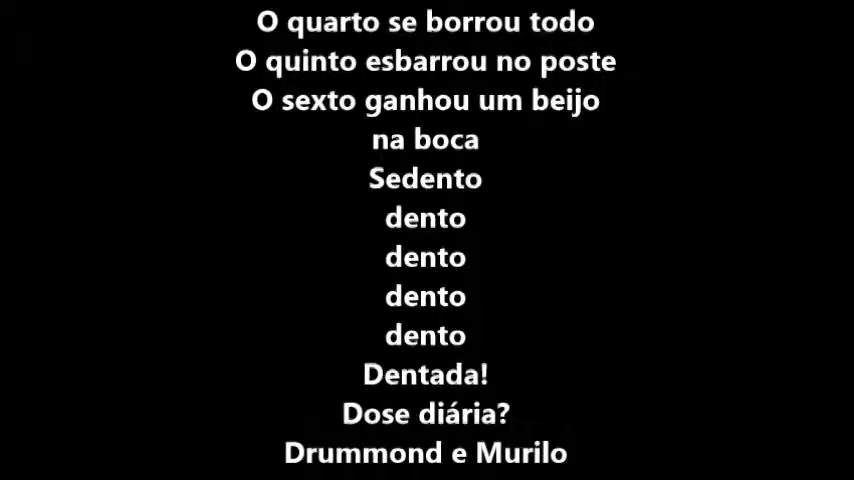 O quarto se borrou todo
O quinto esbarrou no poste
O sexto ganhou um beijo
na boca
Sedento
dento
dento
dento
dento
Dentada!
Dose diária?
Drummond e Murilo